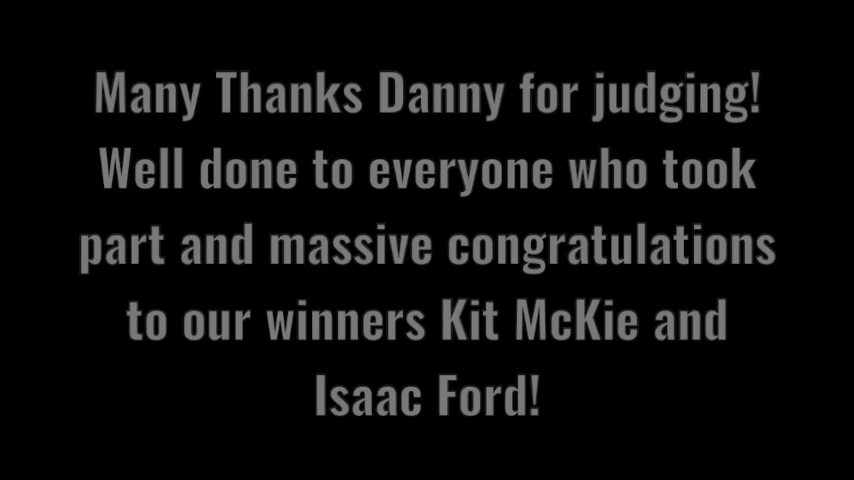 Many Thanks Danny for judging!
Well done to everyone who took
part and massive congratulations
to our winners Kit McKie and
Isaac Ford!